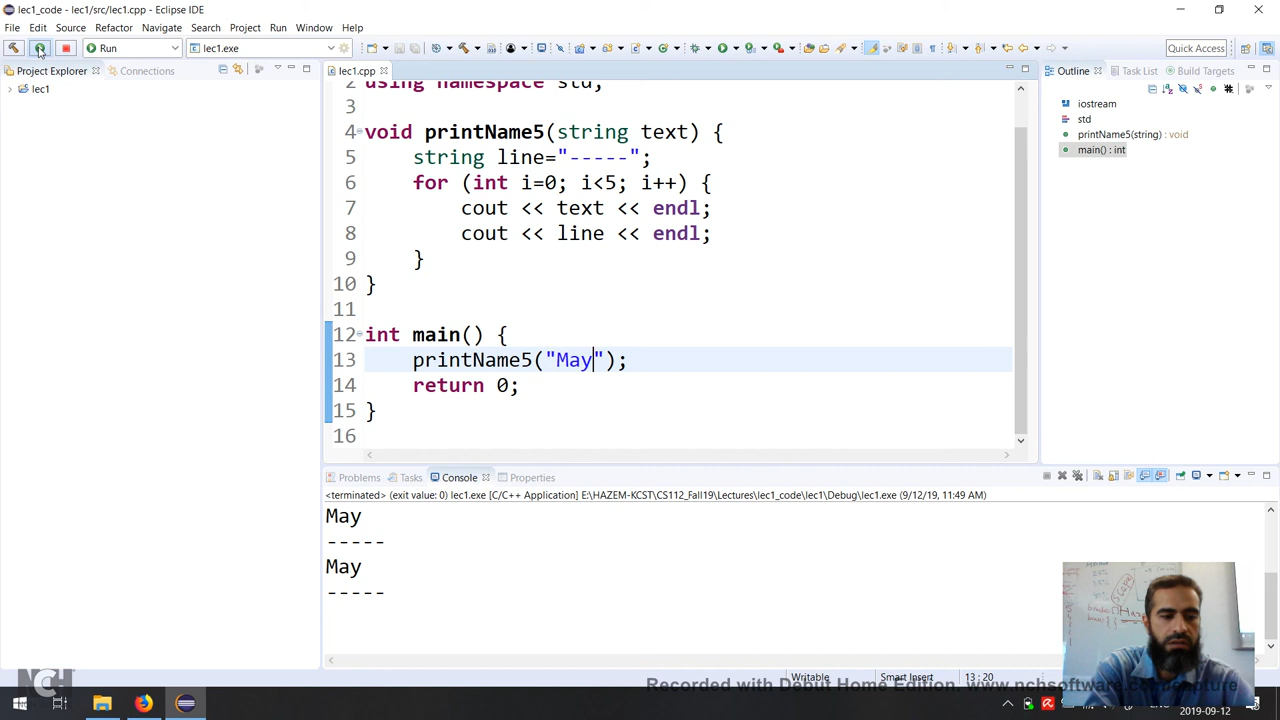 lec1_code - lec1/src/lec1.cpp - Eclipse IDE
File Edit Source Refactor Navigate Search Project Run Window Help
Run
lec1.exe
Quick Access
Project Explorer
Connections
lec1.cpp
Outline
Task List
Build Targets
lec1
iostream
std
printName5(string) : void
main() : int
2 using namespace std;
3
4 void printName5(string text) {
5 string line="-----";
6 for (int i=0; i<5; i++) {
7 cout << text << endl;
8 cout << line << endl;
9 }
10 }
11
12 int main() {
13 printName5("May");
14 return 0;
15 }
16
Problems Tasks Console Properties
<terminated> (exit value: 0) lec1.exe [C/C++ Application] E:\HAZEM-KCST\CS112_Fall19\Lectures\lec1_code\lec1\Debug\lec1.exe (9/12/19, 11:49 AM)
May
-----
May
-----
Writable
Smart Insert
13 : 20
NCH
Recorded with Debut Home Edition. www.nchsoftware.com/capture
2019-09-12